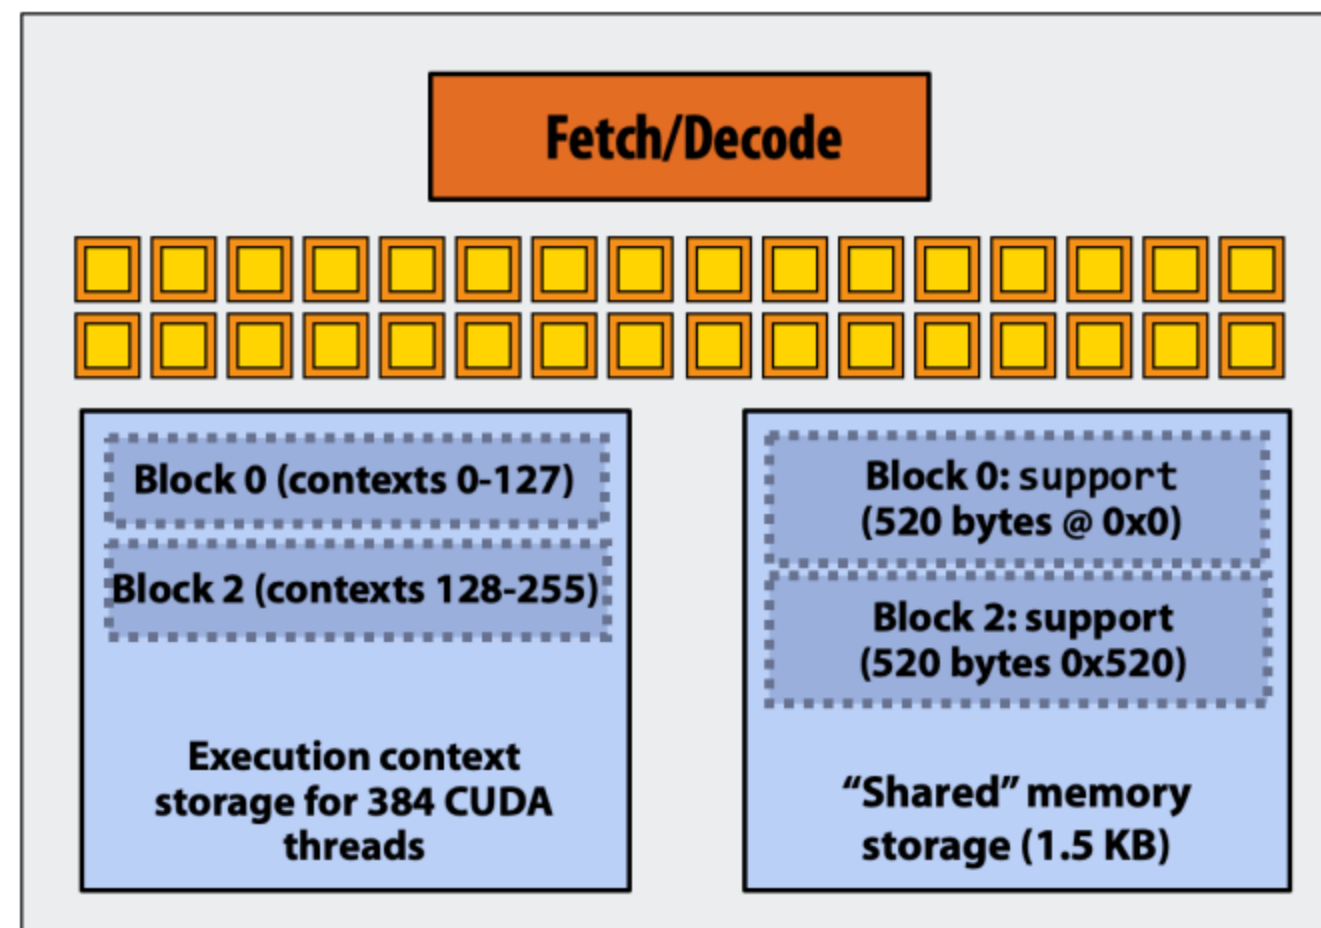 Fetch/Decode
Block 0 (contexts 0-127)
Block 2 (contexts 128-255)
Execution context
storage for 384 CUDA
threads
Block 0: support
(520 bytes @ 0x0)
Block 2: support
(520 bytes 0x520)
“Shared” memory
storage (1.5 KB)